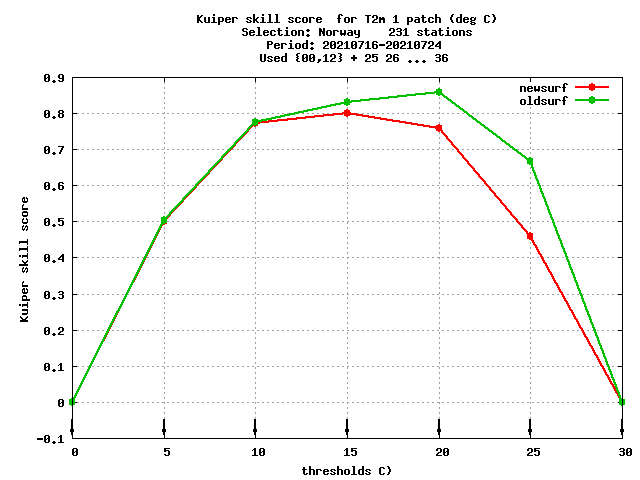 Kuiper skill score  for T2m 1 patch (deg C)
Selection: Norway    231 stations
Period: 20210716-20210724
Used {00,12} + 25 26 ... 36
newsurf
oldsurf
0.9
0.8
0.7
0.6
0.5
0.4
0.3
0.2
0.1
0
-0.1
Kuiper skill score
0 5 10 15 20 25 30
thresholds C)